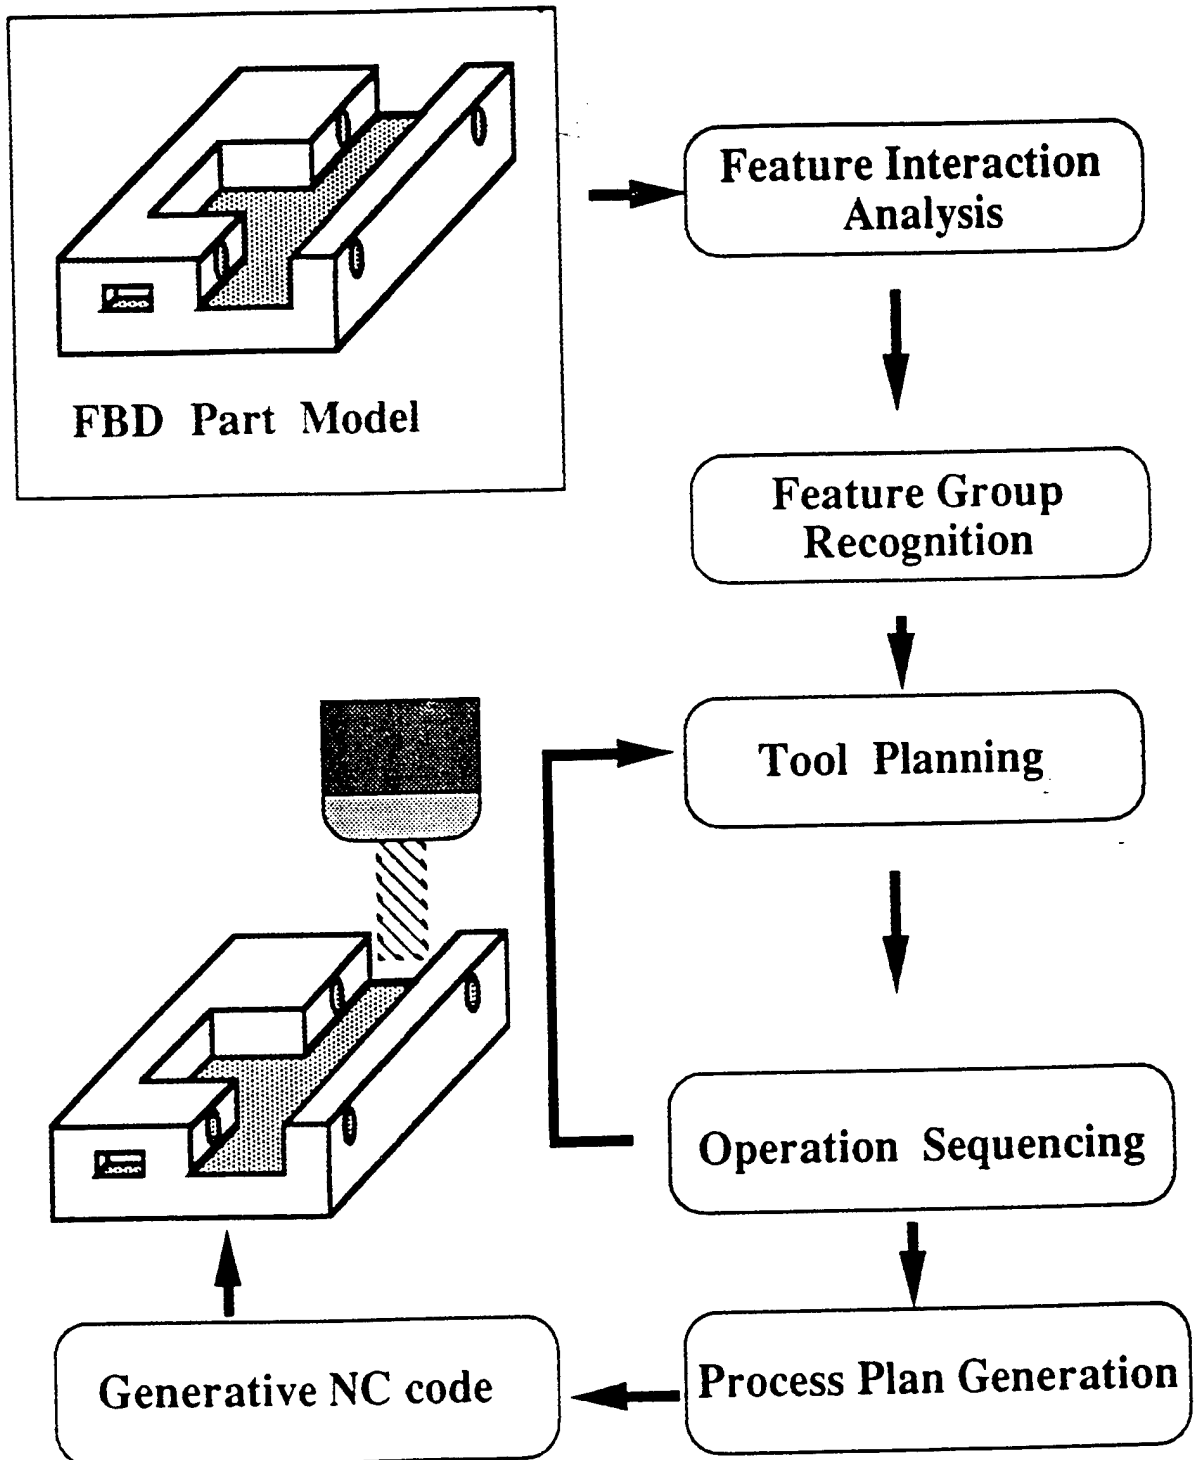 FBD Part Model
Feature Interaction
Analysis
Feature Group
Recognition
Tool Planning
Operation Sequencing
Process Plan Generation
Generative NC code